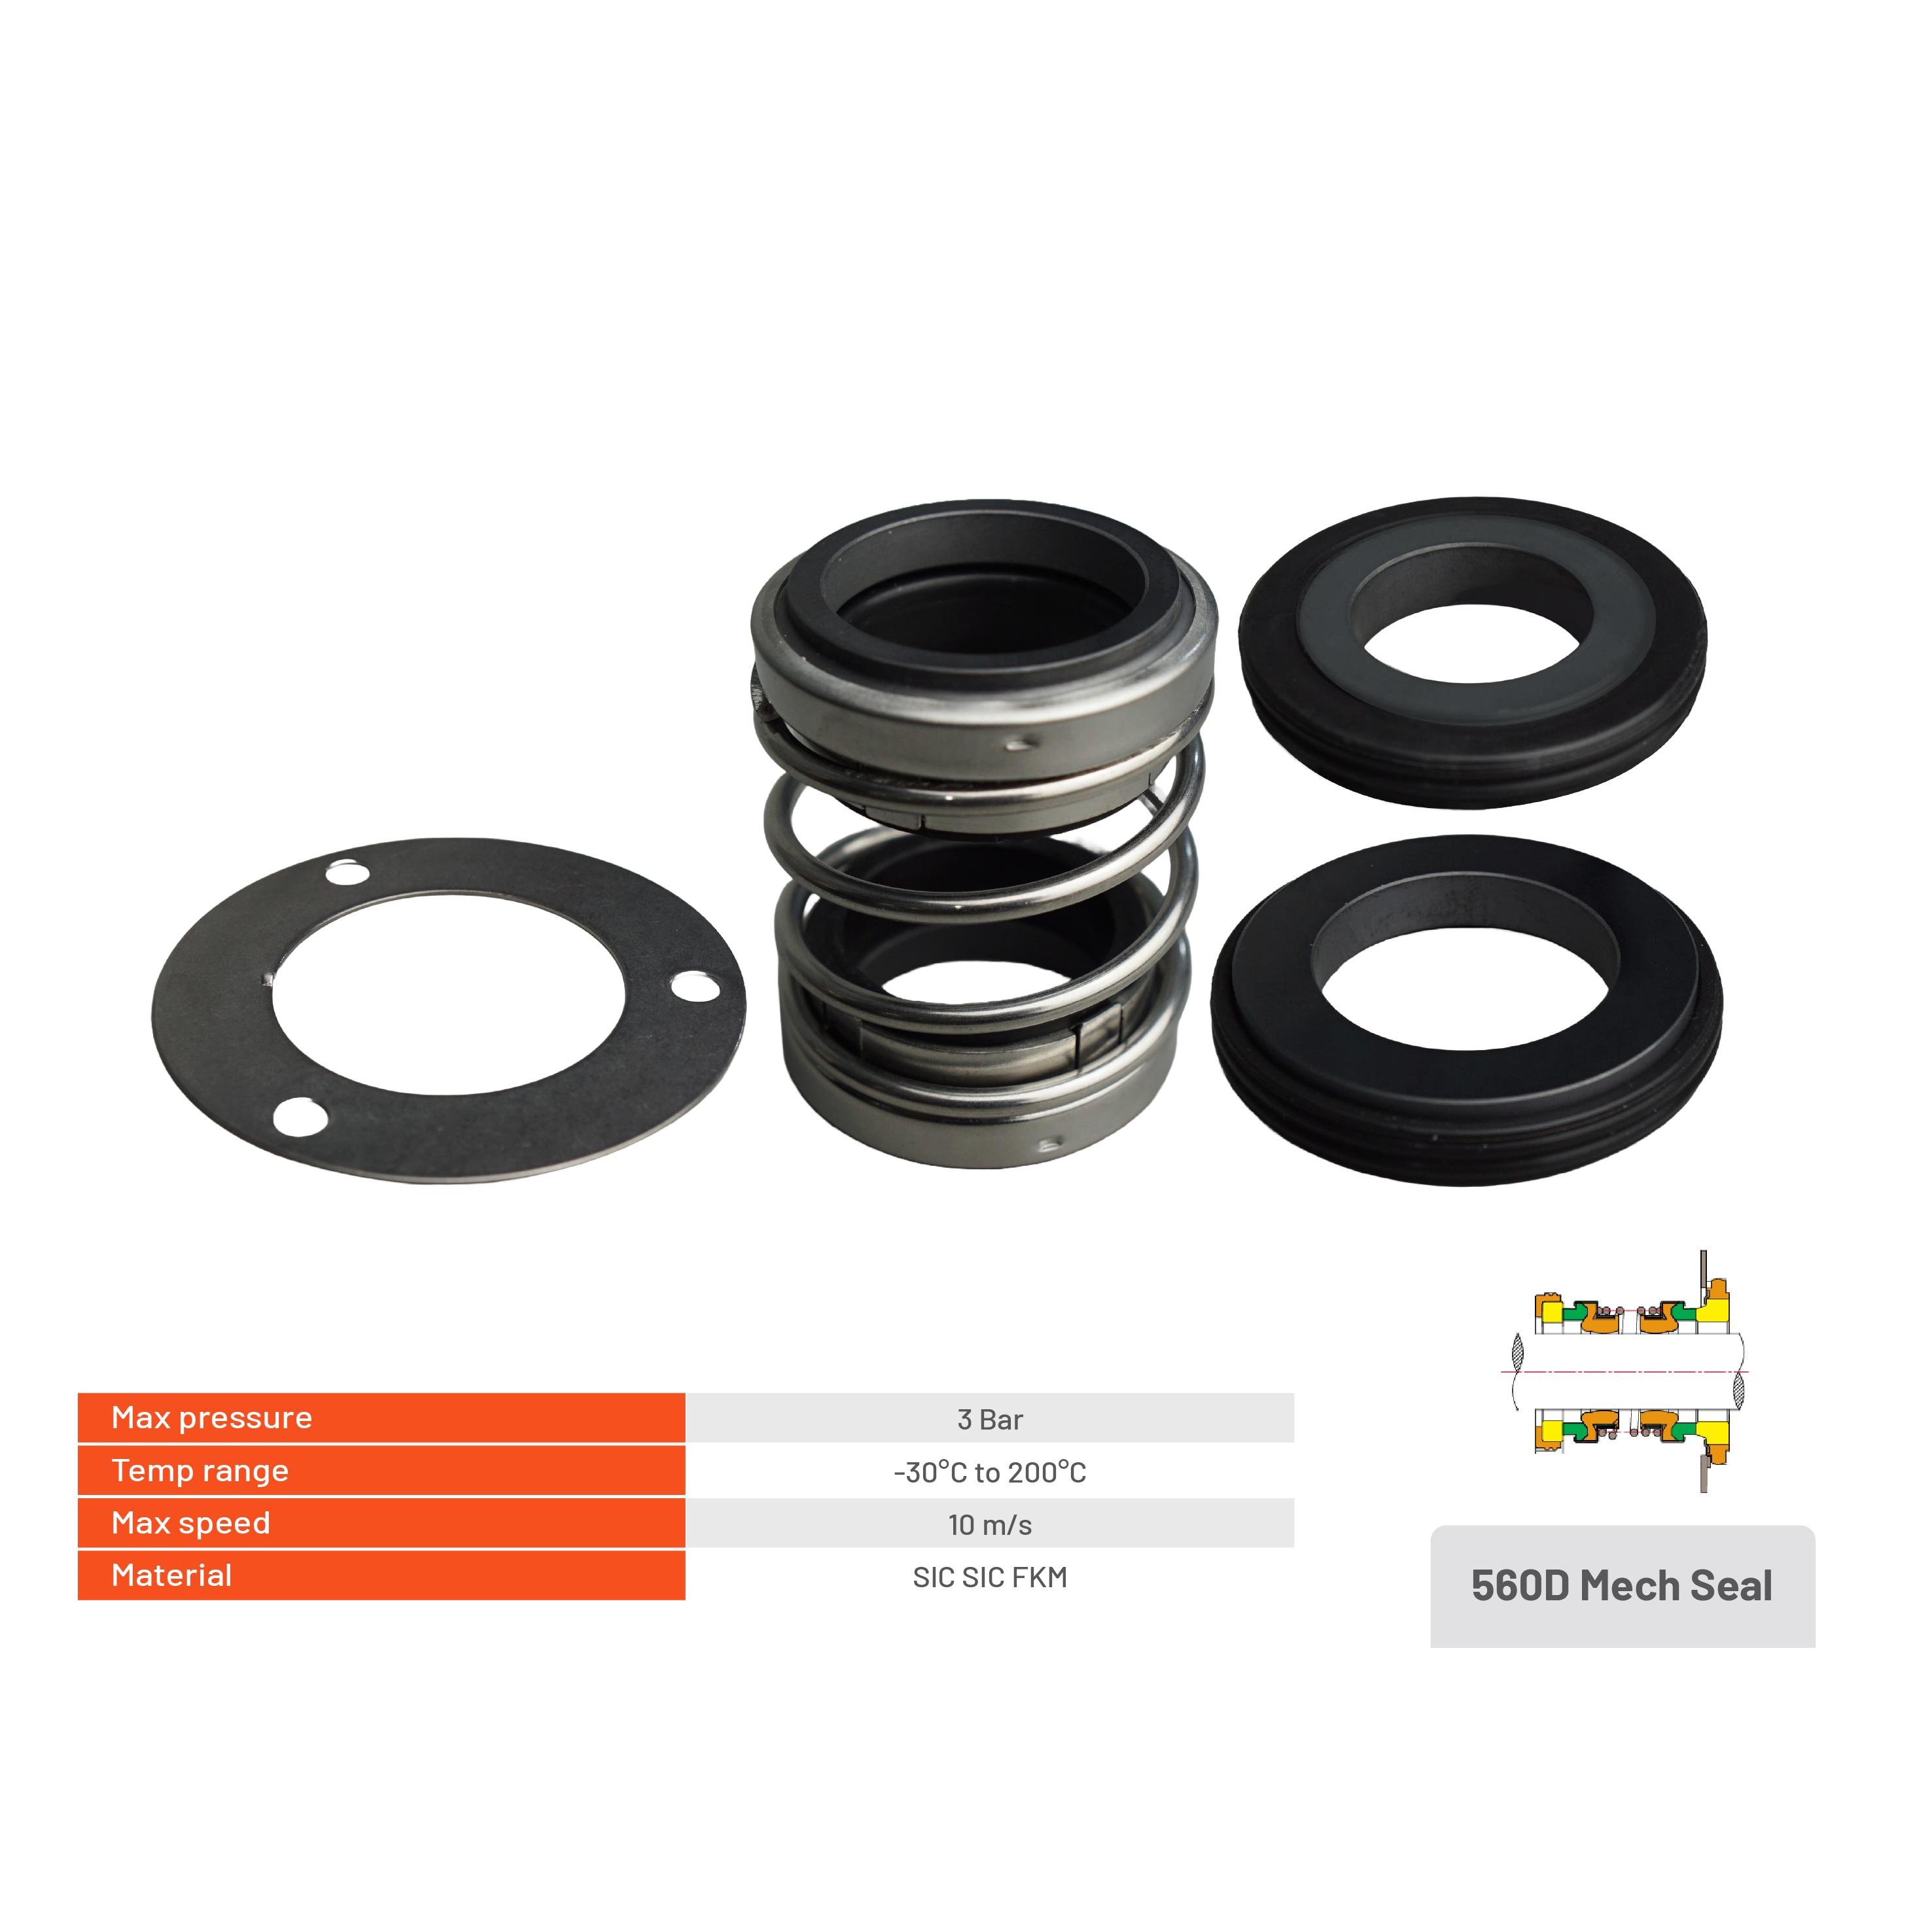 Max pressure 3 Bar
Temp range -30°C to 200°C
Max speed 10 m/s
Material SIC SIC FKM
560D Mech Seal